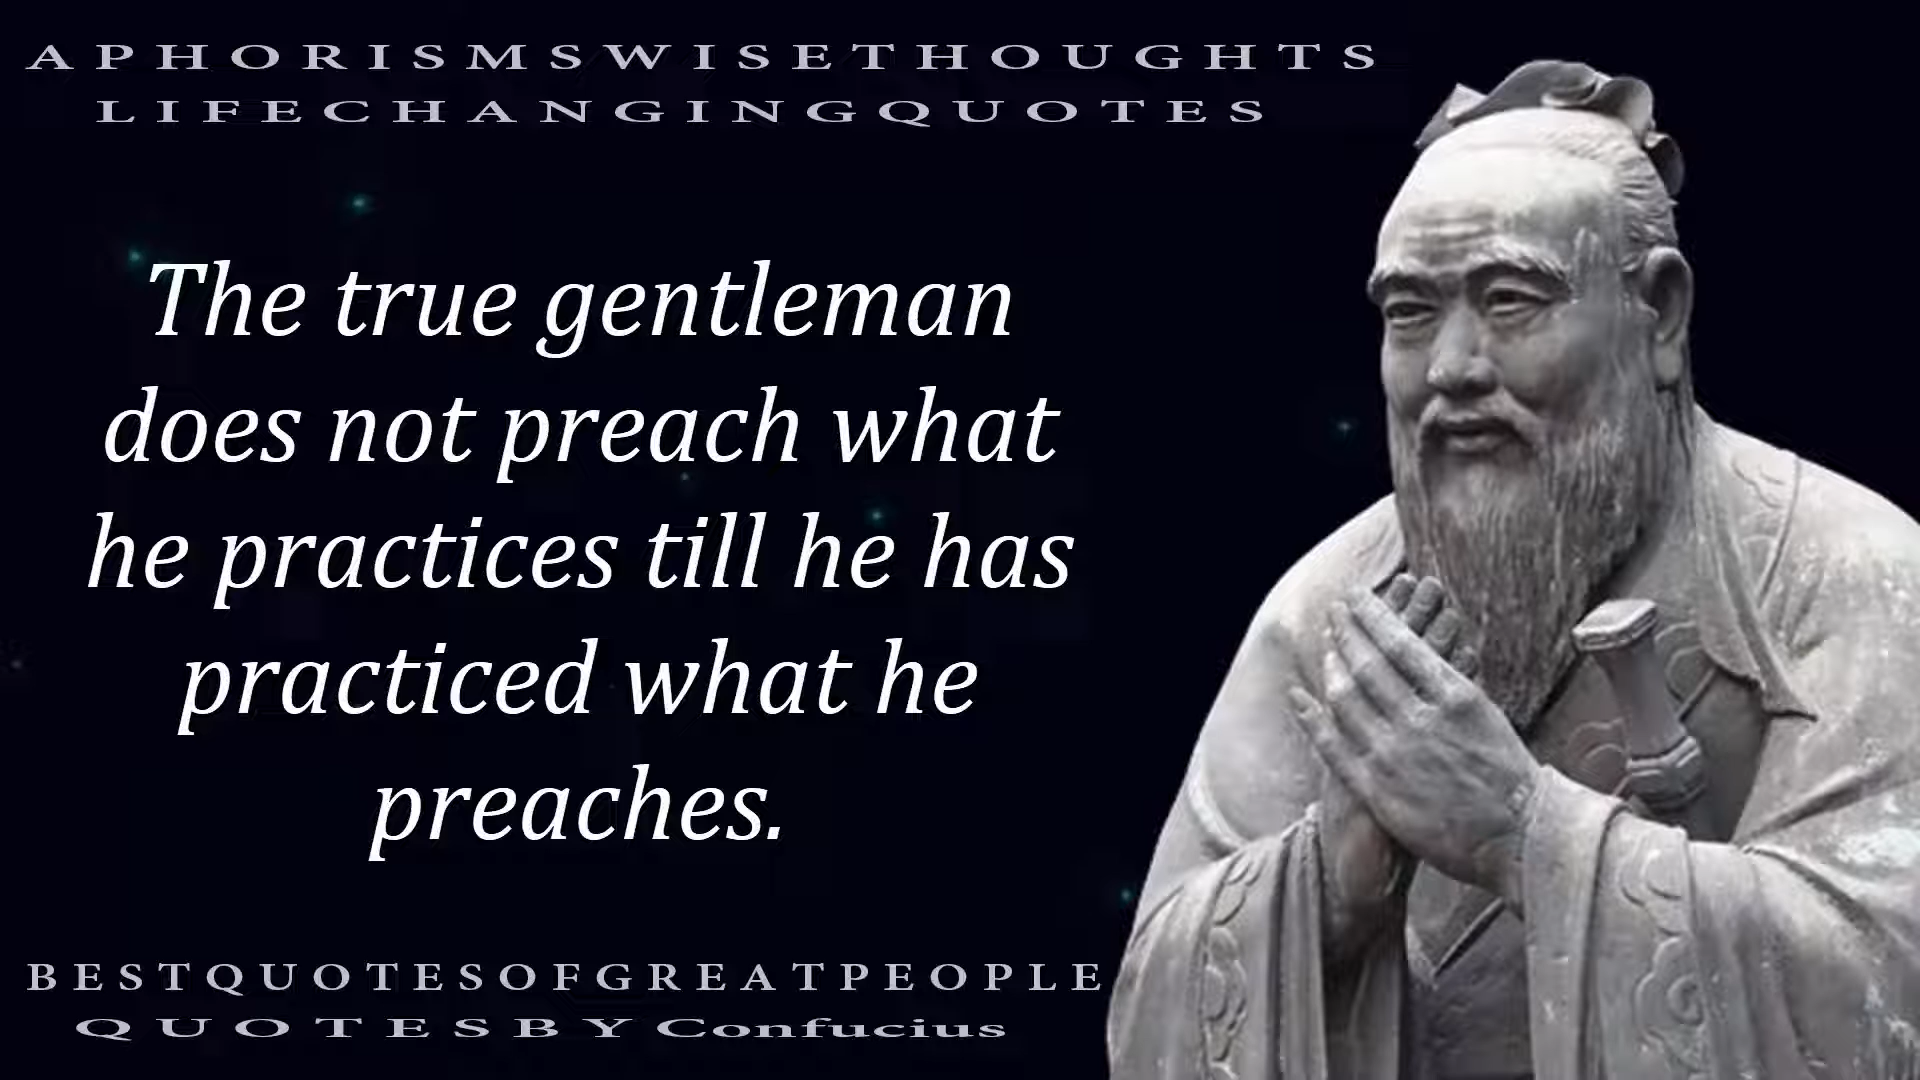 APHORISMSWISETHOUGHTS
LIFECHANGINGQUOTES
The true gentleman
does not preach what
he practices till he has
practiced what he
preaches.
BESTQUOTESOFGREATPEOPLE
QUOTESBY Confucius